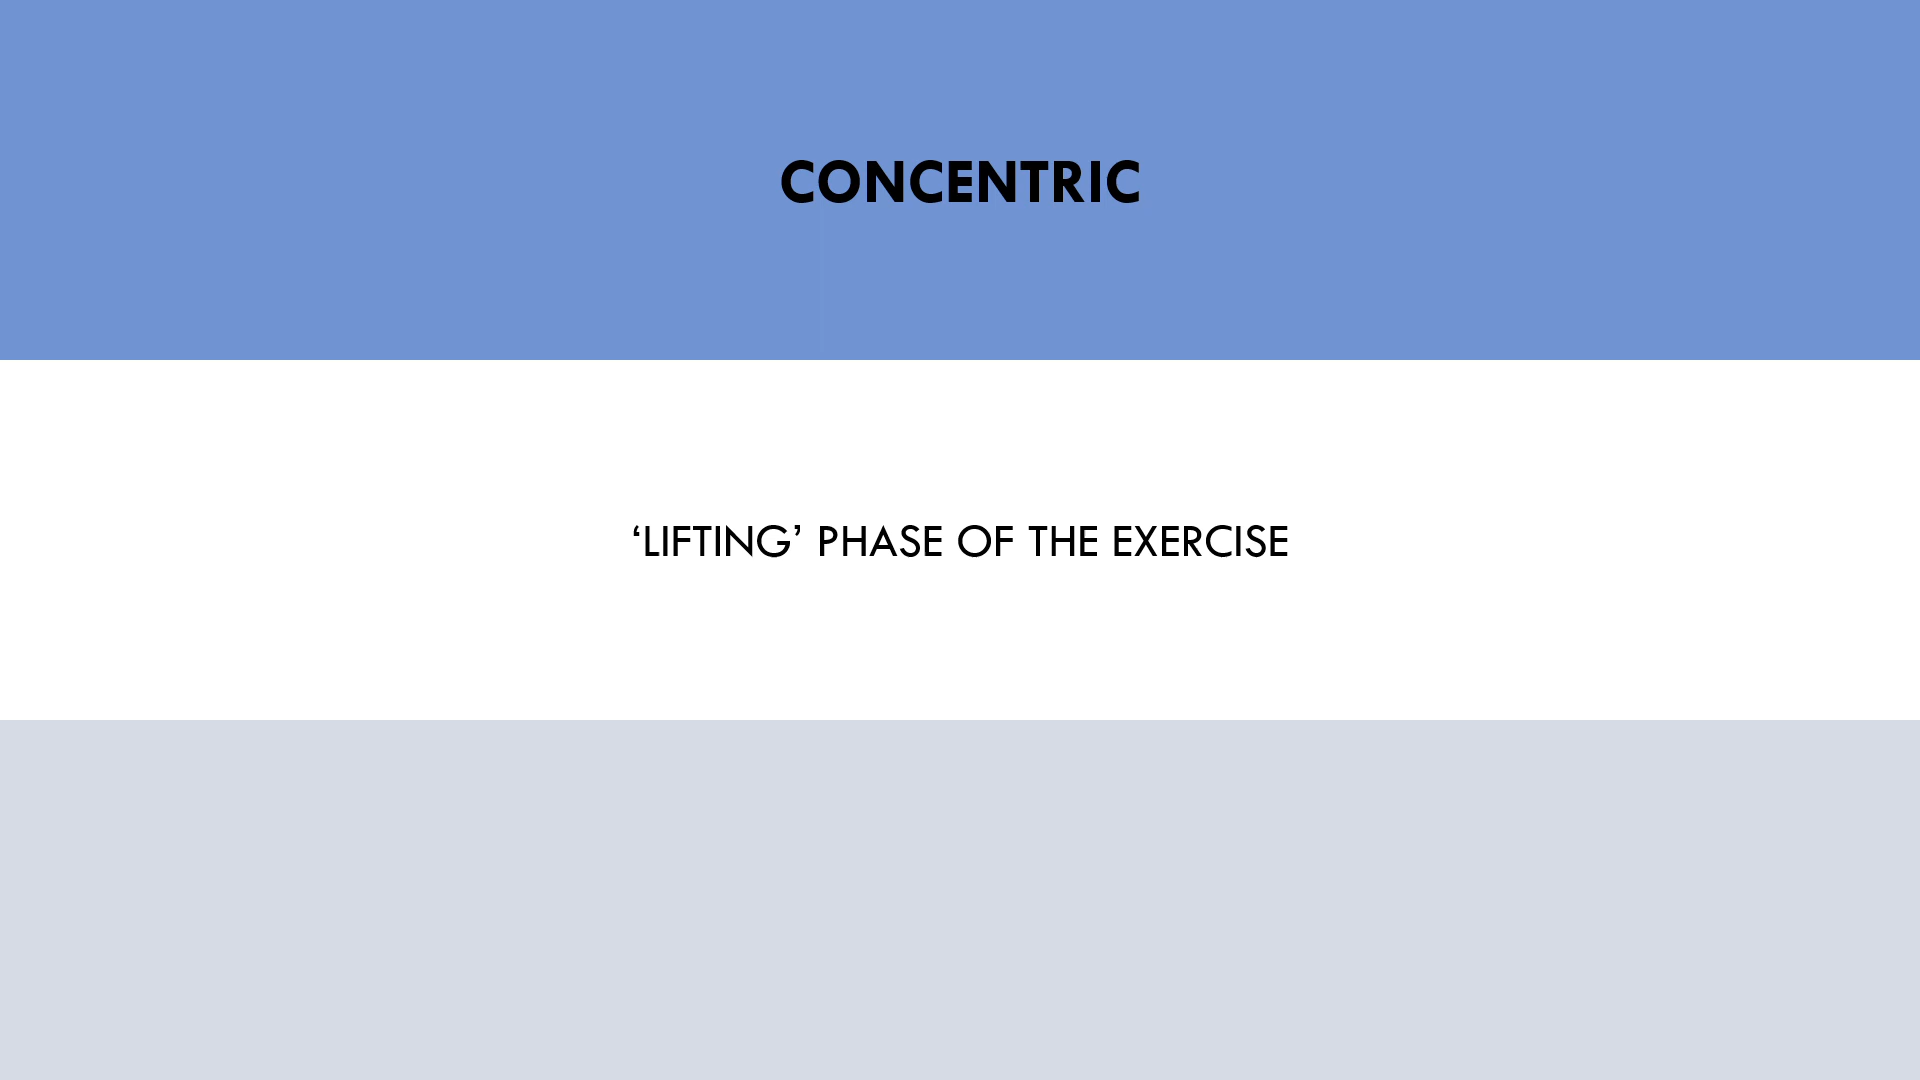 CONCENTRIC
‘LIFTING’ PHASE OF THE EXERCISE